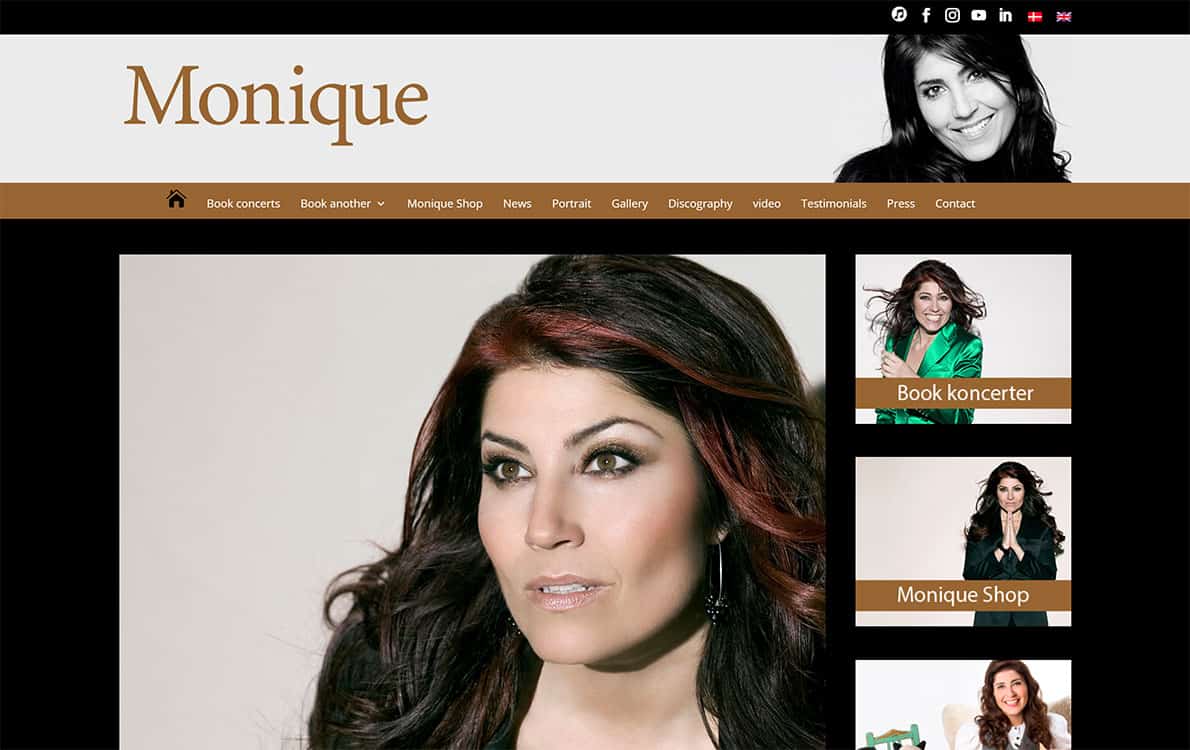 Monique
Book concerts Book another Monique Shop News Portrait Gallery Discography video Testimonials Press Contact
Book koncerter
Monique Shop